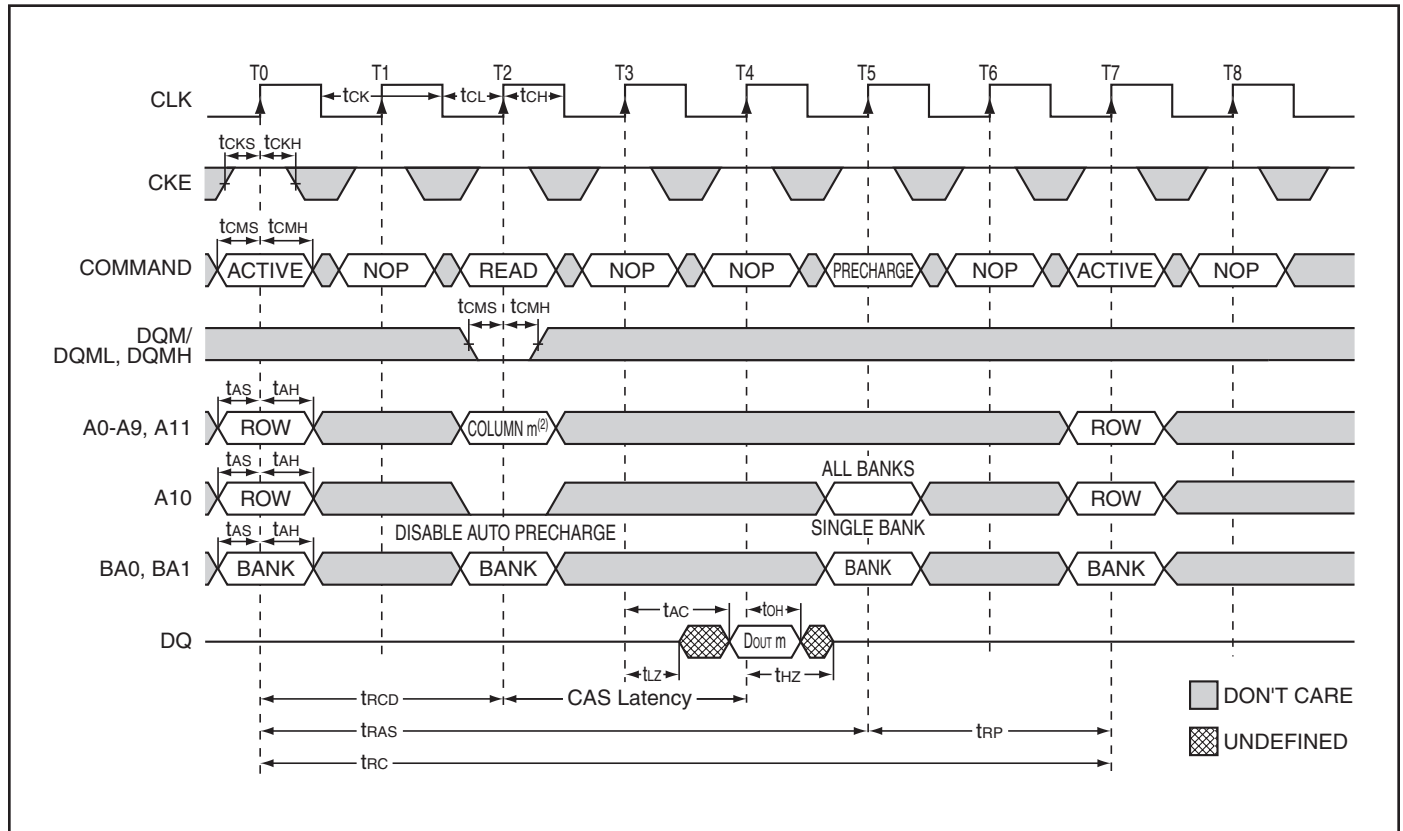 T0 T1 T2 T3 T4 T5 T6 T7 T8
CLK tCK tCL tCH
tCKS tCKH
CKE
tCMS tCMH
COMMAND ACTIVE NOP READ NOP NOP PRECHARGE NOP ACTIVE NOP
tCMS tCMH
DQM/
DQML, DQMH
tAS tAH
A0-A9, A11 ROW COLUMN m(2) ROW
tAS tAH ALL BANKS
A10 ROW ROW
DISABLE AUTO PRECHARGE SINGLE BANK
tAS tAH
BA0, BA1 BANK BANK BANK BANK
tAC tOH
DQ DOUT m
tLZ tHZ
tRCD CAS Latency
DON'T CARE
tRAS tRP
UNDEFINED
tRC